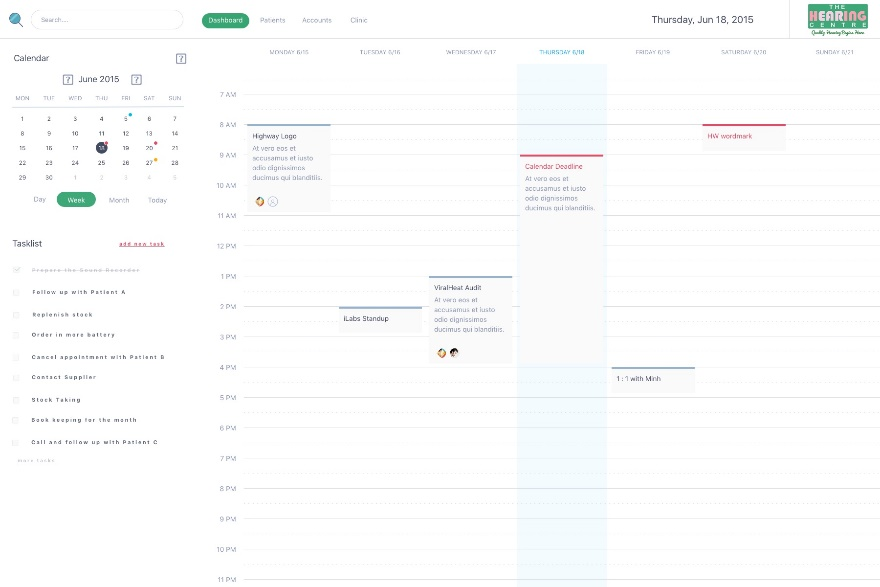 Search....
Dashboard
Patients
Accounts
Clinic
Thursday, Jun 18, 2015
THE
HEARING
CENTRE
Quality Hearing Begins Here
Calendar
?
? June 2015 ?
MON TUE WED THU FRI SAT SUN
1 2 3 4 5 6 7
8 9 10 11 12 13 14
15 16 17 18 19 20 21
22 23 24 25 26 27 28
29 30 1 2 3 4 5
Day Week Month Today
Tasklist
add new task
Prepare the Sound Recorder
Follow up with Patient A
Replenish stock
Order in more battery
Cancel appointment with Patient B
Contact Supplier
Stock Taking
Book keeping for the month
Call and follow up with Patient C
more tasks
MONDAY 6/15
TUESDAY 6/16
WEDNESDAY 6/17
THURSDAY 6/18
FRIDAY 6/19
SATURDAY 6/20
SUNDAY 6/21
7 AM
8 AM
9 AM
10 AM
11 AM
12 PM
1 PM
2 PM
3 PM
4 PM
5 PM
6 PM
7 PM
8 PM
9 PM
10 PM
11 PM
Highway Logo
At vero eos et
accusamus et iusto
odio dignissimos
ducimus qui blanditiis.
iLabs Standup
ViralHeat Audit
At vero eos et
accusamus et iusto
odio dignissimos
ducimus qui blanditiis.
Calendar Deadline
At vero eos et
accusamus et iusto
odio dignissimos
ducimus qui blanditiis.
1 : 1 with Minh
HW wordmark